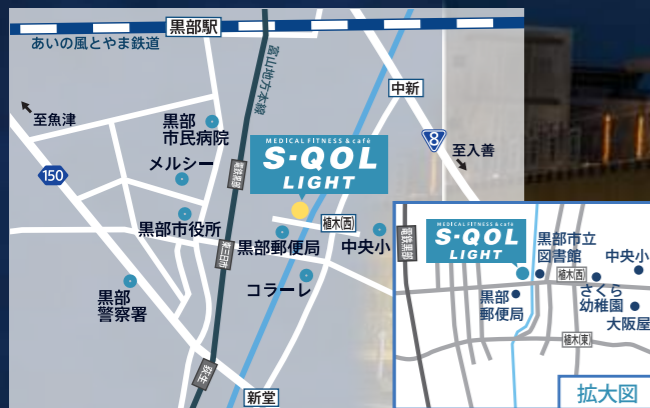 黒部駅
あいの風とやま鉄道
富山地方本線
中新
至魚津
黒部
市民病院
8
至入善
MEDICAL FITNESS & café
S-QOL
LIGHT
メルシー
電鉄黒部
150
黒部市役所
植木(西)
東三日市
黒部郵便局
中央小
コラーレ
黒部
警察署
荻生
新堂
電鉄黒部
MEDICAL FITNESS & café
S-QOL
LIGHT
黒部市立
図書館
中央小
植木(西)
さくら
幼稚園
黒部
郵便局
大阪屋
植木(東)
拡大図